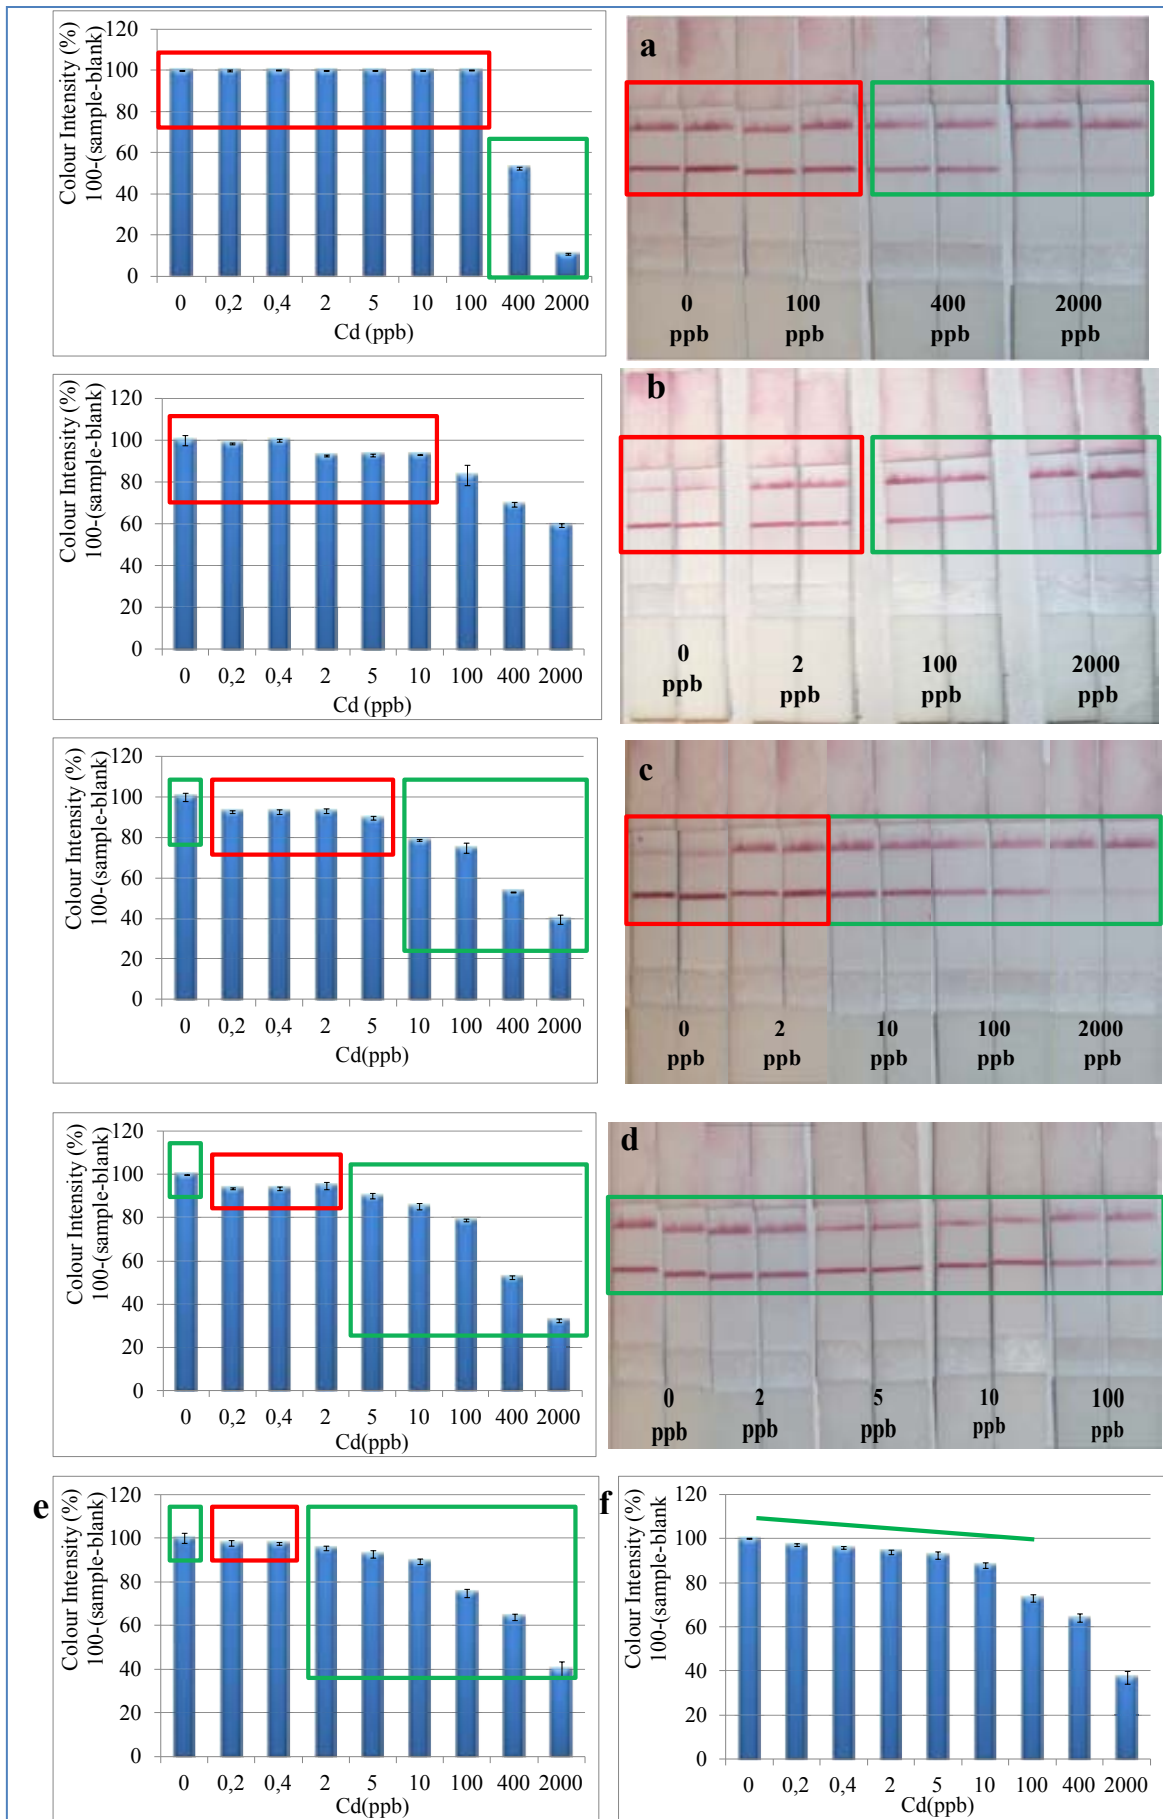 120
100
80
60
40
20
0
Colour Intensity (%)
100-(sample-blank)
0 0,2 0,4 2 5 10 100 400 2000
Cd (ppb)
a
0 100 400 2000
ppb ppb ppb ppb
120
100
80
60
40
20
0
Colour Intensity (%)
100-(sample-blank)
0 0,2 0,4 2 5 10 100 400 2000
Cd (ppb)
b
0 2 100 2000
ppb ppb ppb ppb
120
100
80
60
40
20
0
Colour Intensity (%)
100-(sample-blank)
0 0,2 0,4 2 5 10 100 400 2000
Cd(ppb)
c
0 2 10 100 2000
ppb ppb ppb ppb ppb
120
100
80
60
40
20
0
Colour Intensity (%)
100-(sample-blank)
0 0,2 0,4 2 5 10 100 400 2000
Cd(ppb)
d
0 2 5 10 100
ppb ppb ppb ppb ppb
e
120
100
80
60
40
20
0
Colour Intensity (%)
100-(sample-blank)
0 0,2 0,4 2 5 10 100 400 2000
Cd(ppb)
f
120
100
80
60
40
20
0
Colour Intensity (%)
100-(sample-blank
0 0,2 0,4 2 5 10 100 400 2000
Cd(ppb)